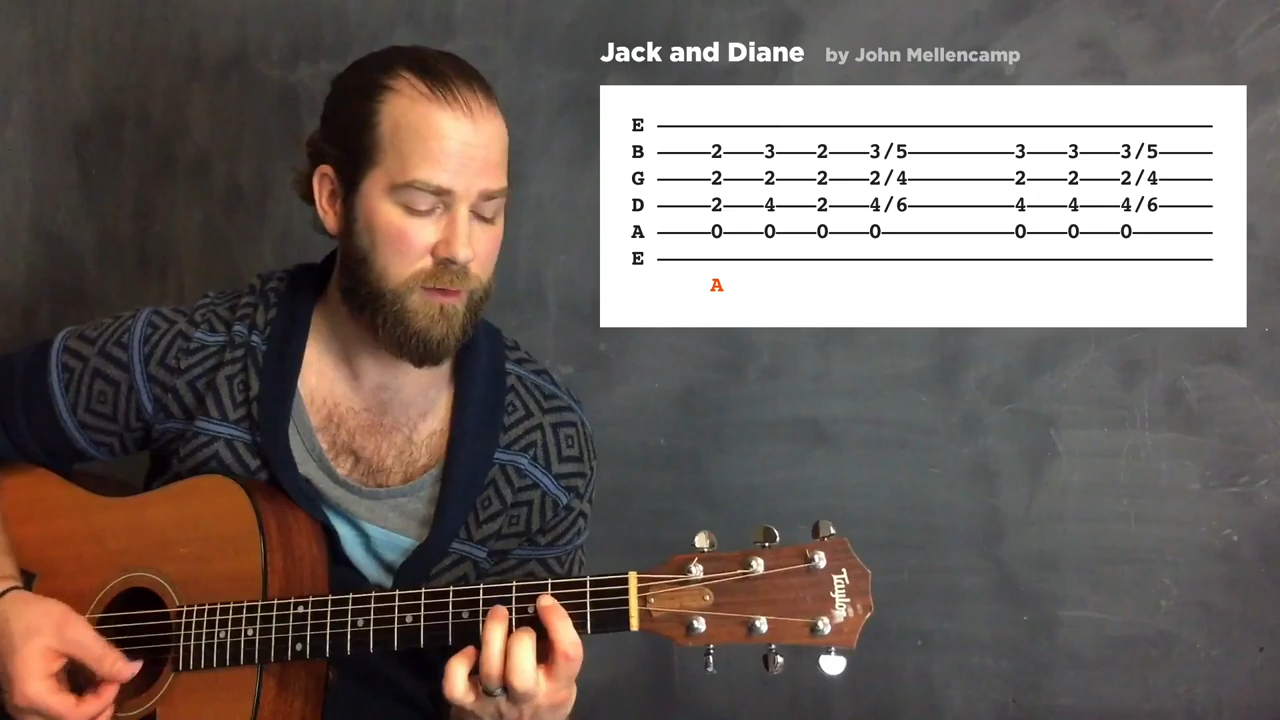 Jack and Diane by John Mellencamp
E
B 2 3 2 3/5 3 3 3/5
G 2 2 2 2/4 2 2 2/4
D 2 4 2 4/6 4 4 4/6
A 0 0 0 0 0 0 0
E
A
Taylor